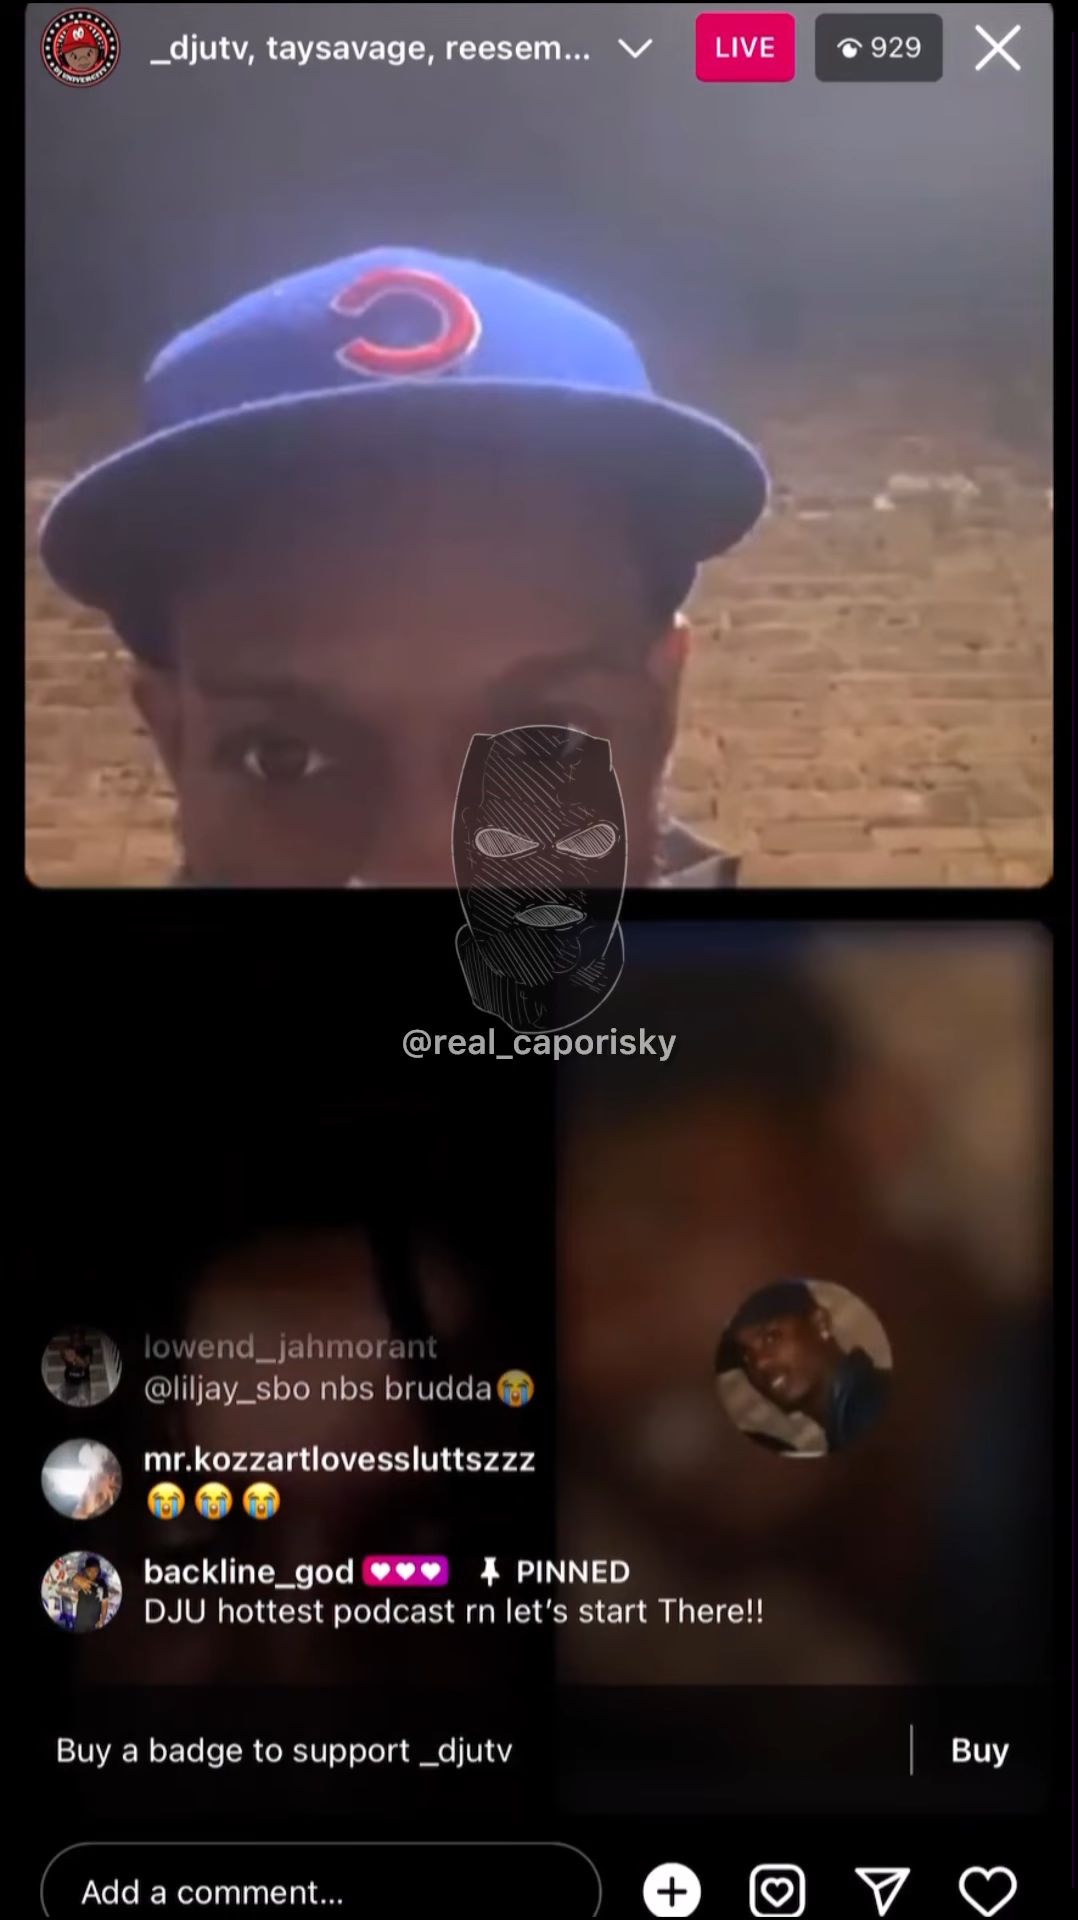 _djutv, taysavage, reesem...
LIVE
929
@real_caporisky
lowend_jahmorant
@liljay_sbo nbs brudda😭
mr.kozzartlovessluttszzz
😭😭😭
backline_god PINNED
DJU hottest podcast rn let's start There!!
Buy a badge to support _djutv
Buy
Add a comment...